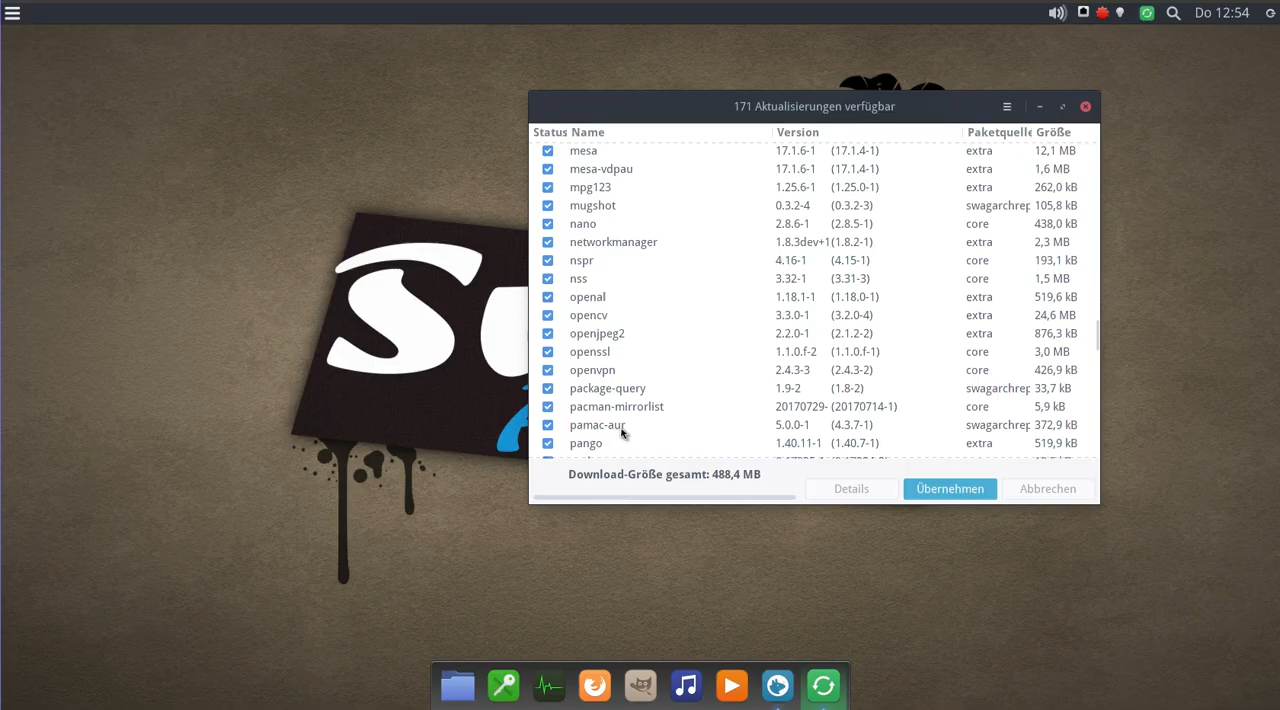 Do 12:54
171 Aktualisierungen verfügbar
Status Name Version Paketquelle Größe
mesa 17.1.6-1 (17.1.4-1) extra 12,1 MB
mesa-vdpau 17.1.6-1 (17.1.4-1) extra 1,6 MB
mpg123 1.25.6-1 (1.25.0-1) extra 262,0 kB
mugshot 0.3.2-4 (0.3.2-3) swagarchrep 105,8 kB
nano 2.8.6-1 (2.8.5-1) core 438,0 kB
networkmanager 1.8.3dev+1 (1.8.2-1) extra 2,3 MB
nspr 4.16-1 (4.15-1) core 193,1 kB
nss 3.32-1 (3.31-3) core 1,5 MB
openal 1.18.1-1 (1.18.0-1) extra 519,6 kB
opencv 3.3.0-1 (3.2.0-4) extra 24,6 MB
openjpeg2 2.2.0-1 (2.1.2-2) extra 876,3 kB
openssl 1.1.0.f-2 (1.1.0.f-1) core 3,0 MB
openvpn 2.4.3-3 (2.4.3-2) core 426,9 kB
package-query 1.9-2 (1.8-2) swagarchrep 33,7 kB
pacman-mirrorlist 20170729- (20170714-1) core 5,9 kB
pamac-aur 5.0.0-1 (4.3.7-1) swagarchrep 372,9 kB
pango 1.40.11-1 (1.40.7-1) extra 519,9 kB
Download-Größe gesamt: 488,4 MB
Details Übernehmen Abbrechen